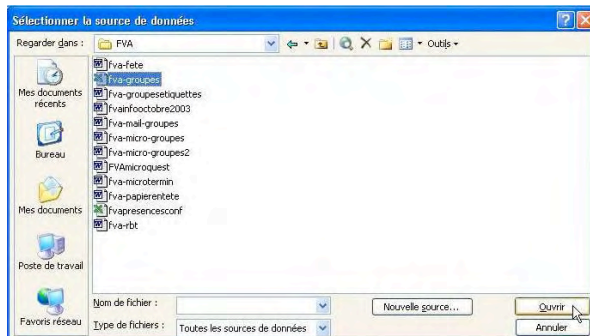 Sélectionner la source de données
Regarder dans :
FVA
Outils
Mes documents récents
Bureau
Mes documents
Poste de travail
Favoris réseau
fva-fete
fva-groupes
fva-groupesetiquettes
fvainfooctobre2003
fva-mail-groupes
fva-micro-groupes
fva-micro-groupes2
FVAmicroquest
fva-microtermin
fva-papierentete
fvapresencesconf
fva-rbt
Nom de fichier :
Nouvelle source...
Ouvrir
Type de fichiers :
Toutes les sources de données
Annuler